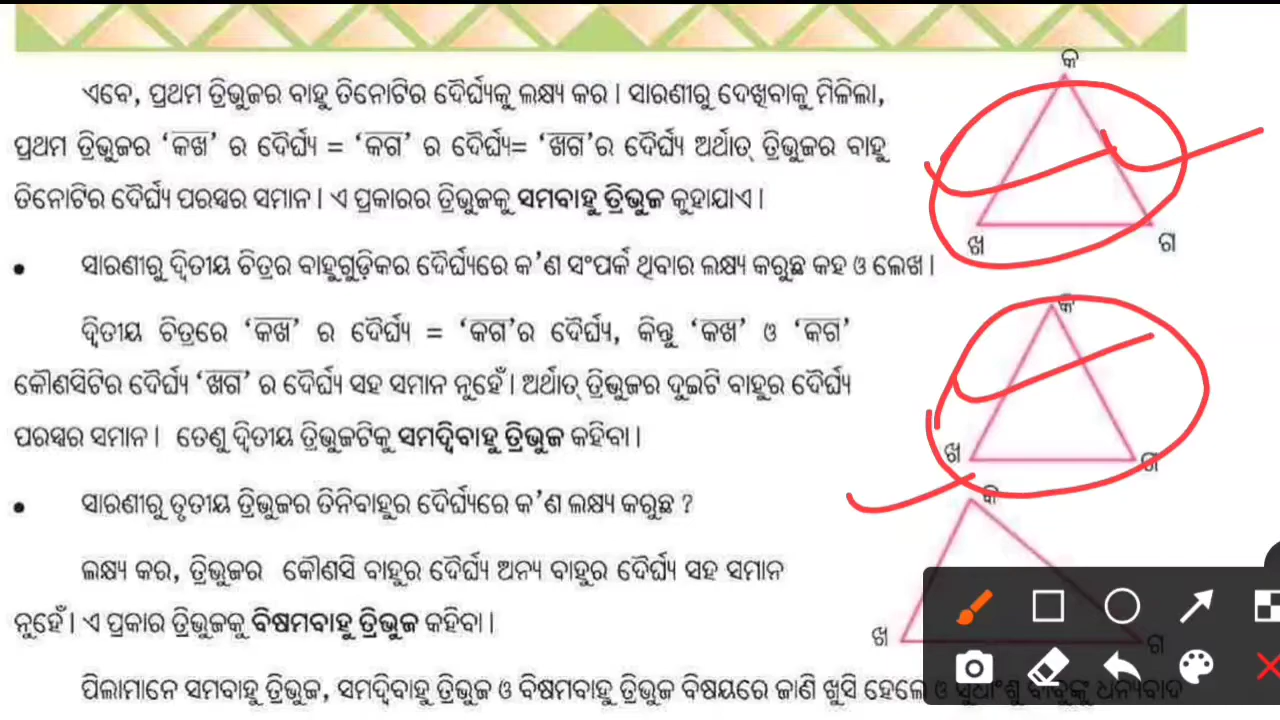 କ
ଏବେ, ପ୍ରଥମ ତ୍ରିଭୁଜର ବାହୁ ତିନୋଟିର ଦୈର୍ଘ୍ୟକୁ ଲକ୍ଷ୍ୟ କର । ସାରଣୀରୁ ଦେଖିବାକୁ ମିଳିଲା,
ପ୍ରଥମ ତ୍ରିଭୁଜର ‘କଖ’ ର ଦୈର୍ଘ୍ୟ = ‘କଗ’ ର ଦୈର୍ଘ୍ୟ= ‘ଖଗ’ର ଦୈର୍ଘ୍ୟ ଅର୍ଥାତ୍ ତ୍ରିଭୁଜର ବାହୁ
ତିନୋଟିର ଦୈର୍ଘ୍ୟ ପରସ୍ପର ସମାନ । ଏ ପ୍ରକାରର ତ୍ରିଭୁଜକୁ ସମବାହୁ ତ୍ରିଭୁଜ କୁହାଯାଏ ।
ଖ ଗ
• ସାରଣୀରୁ ଦ୍ୱିତୀୟ ଚିତ୍ରର ବାହୁଗୁଡ଼ିକର ଦୈର୍ଘ୍ୟରେ କ’ଣ ସଂପର୍କ ଥିବାର ଲକ୍ଷ୍ୟ କରୁଛ କହ ଓ ଲେଖ ।
କ
ଦ୍ୱିତୀୟ ଚିତ୍ରରେ ‘କଖ’ ର ଦୈର୍ଘ୍ୟ = ‘କଗ’ର ଦୈର୍ଘ୍ୟ, କିନ୍ତୁ ‘କଖ’ ଓ ‘କଗ’
କୌଣସିଟିର ଦୈର୍ଘ୍ୟ ‘ଖଗ’ ର ଦୈର୍ଘ୍ୟ ସହ ସମାନ ନୁହେଁ । ଅର୍ଥାତ୍ ତ୍ରିଭୁଜର ଦୁଇଟି ବାହୁର ଦୈର୍ଘ୍ୟ
ପରସ୍ପର ସମାନ । ତେଣୁ ଦ୍ୱିତୀୟ ତ୍ରିଭୁଜଟିକୁ ସମଦ୍ୱିବାହୁ ତ୍ରିଭୁଜ କହିବା ।
ଖ ଗ
• ସାରଣୀରୁ ତୃତୀୟ ତ୍ରିଭୁଜର ତିନିବାହୁର ଦୈର୍ଘ୍ୟରେ କ’ଣ ଲକ୍ଷ୍ୟ କରୁଛ ?
କ
ଲକ୍ଷ୍ୟ କର, ତ୍ରିଭୁଜର କୌଣସି ବାହୁର ଦୈର୍ଘ୍ୟ ଅନ୍ୟ ବାହୁର ଦୈର୍ଘ୍ୟ ସହ ସମାନ
ନୁହେଁ । ଏ ପ୍ରକାର ତ୍ରିଭୁଜକୁ ବିଷମବାହୁ ତ୍ରିଭୁଜ କହିବା ।
ଖ ଗ
ପିଲାମାନେ ସମବାହୁ ତ୍ରିଭୁଜ, ସମଦ୍ୱିବାହୁ ତ୍ରିଭୁଜ ଓ ବିଷମବାହୁ ତ୍ରିଭୁଜ ବିଷୟରେ ଜାଣି ଖୁସି ହେଲେ ଓ ସୁଧାଂଶୁ ବାବୁଙ୍କୁ ଧନ୍ୟବାଦ